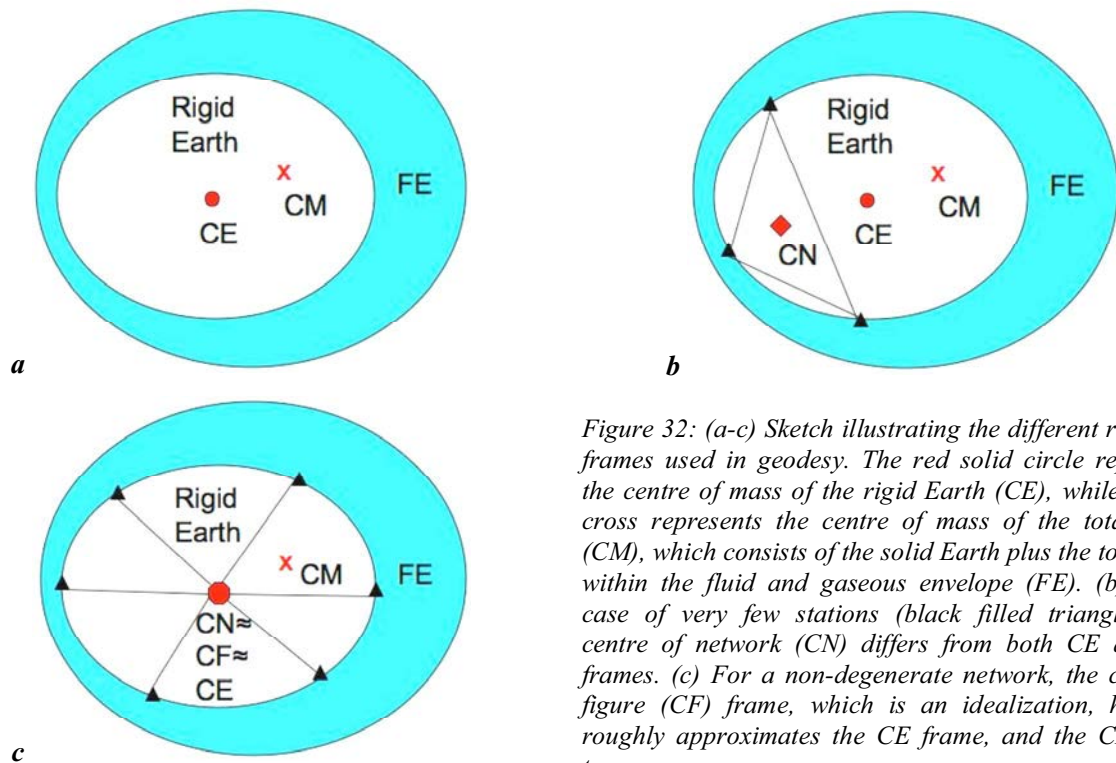 Rigid
Earth
FE
CM
CE
a
Rigid
Earth
FE
CM
CE
CN
b
Rigid
Earth
CM
FE
CN≈
CF≈
CE
c
Figure 32: (a-c) Sketch illustrating the different r
frames used in geodesy. The red solid circle re
the centre of mass of the rigid Earth (CE), while
cross represents the centre of mass of the tota
(CM), which consists of the solid Earth plus the to
within the fluid and gaseous envelope (FE). (b
case of very few stations (black filled triang
centre of network (CN) differs from both CE
frames. (c) For a non-degenerate network, the c
figure (CF) frame, which is an idealization, h
roughly approximates the CE frame, and the C